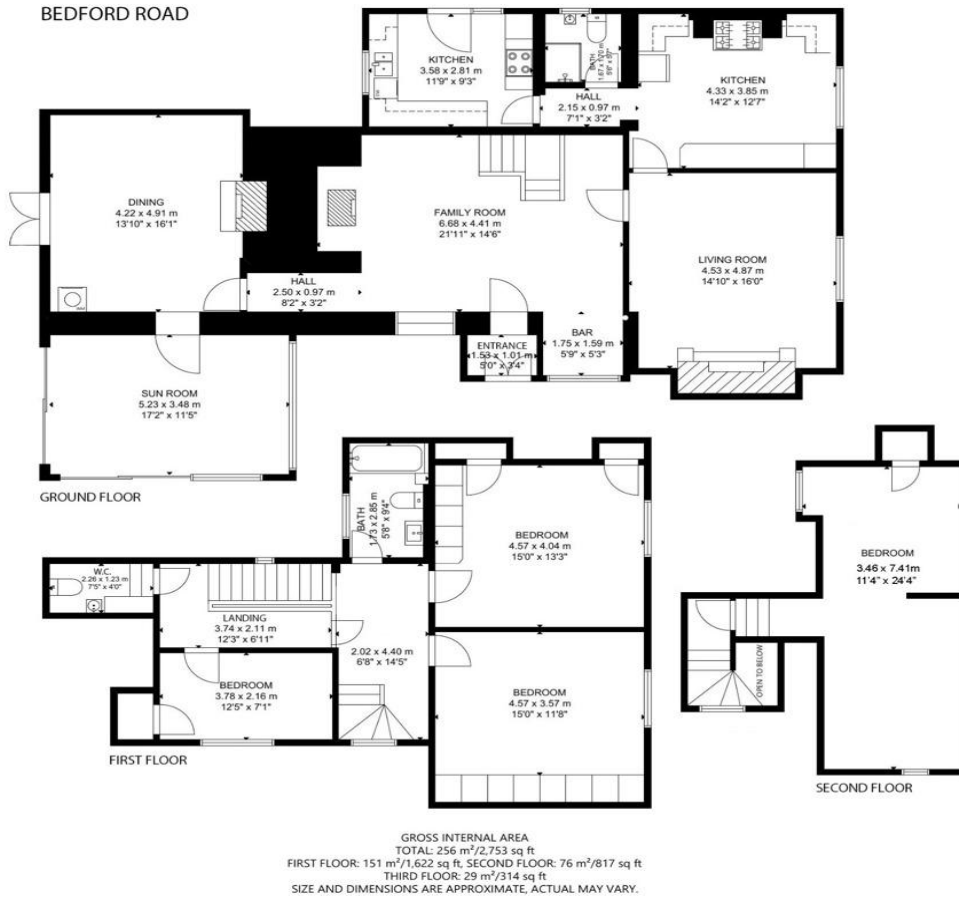 BEDFORD ROAD
KITCHEN
3.58 x 2.81 m
11'9" x 9'3"
BATH
1.67 x 1.70 m
5'6" x 5'7"
HALL
2.15 x 0.97 m
7'1" x 3'2"
KITCHEN
4.33 x 3.85 m
14'2" x 12'7"
DINING
4.22 x 4.91 m
13'10" x 16'1"
FAMILY ROOM
6.68 x 4.41 m
21'11" x 14'6"
LIVING ROOM
4.53 x 4.87 m
14'10" x 16'0"
HALL
2.50 x 0.97 m
8'2" x 3'2"
ENTRANCE
1.53 x 1.01 m
5'0" x 3'4"
BAR
1.75 x 1.59 m
5'9" x 5'3"
SUN ROOM
5.23 x 3.48 m
17'2" x 11'5"
GROUND FLOOR
BATH
1.73 x 2.85 m
5'8" x 9'4"
BEDROOM
4.57 x 4.04 m
15'0" x 13'3"
W.C.
2.26 x 1.23 m
7'5" x 4'0"
LANDING
3.74 x 2.11 m
12'3" x 6'11"
2.02 x 4.40 m
6'8" x 14'5"
BEDROOM
3.78 x 2.16 m
12'5" x 7'1"
BEDROOM
4.57 x 3.57 m
15'0" x 11'8"
FIRST FLOOR
BEDROOM
3.46 x 7.41m
11'4" x 24'4"
OPEN TO BELOW
SECOND FLOOR
GROSS INTERNAL AREA
TOTAL: 256 m²/2,753 sq ft
FIRST FLOOR: 151 m²/1,622 sq ft, SECOND FLOOR: 76 m²/817 sq ft
THIRD FLOOR: 29 m²/314 sq ft
SIZE AND DIMENSIONS ARE APPROXIMATE, ACTUAL MAY VARY.